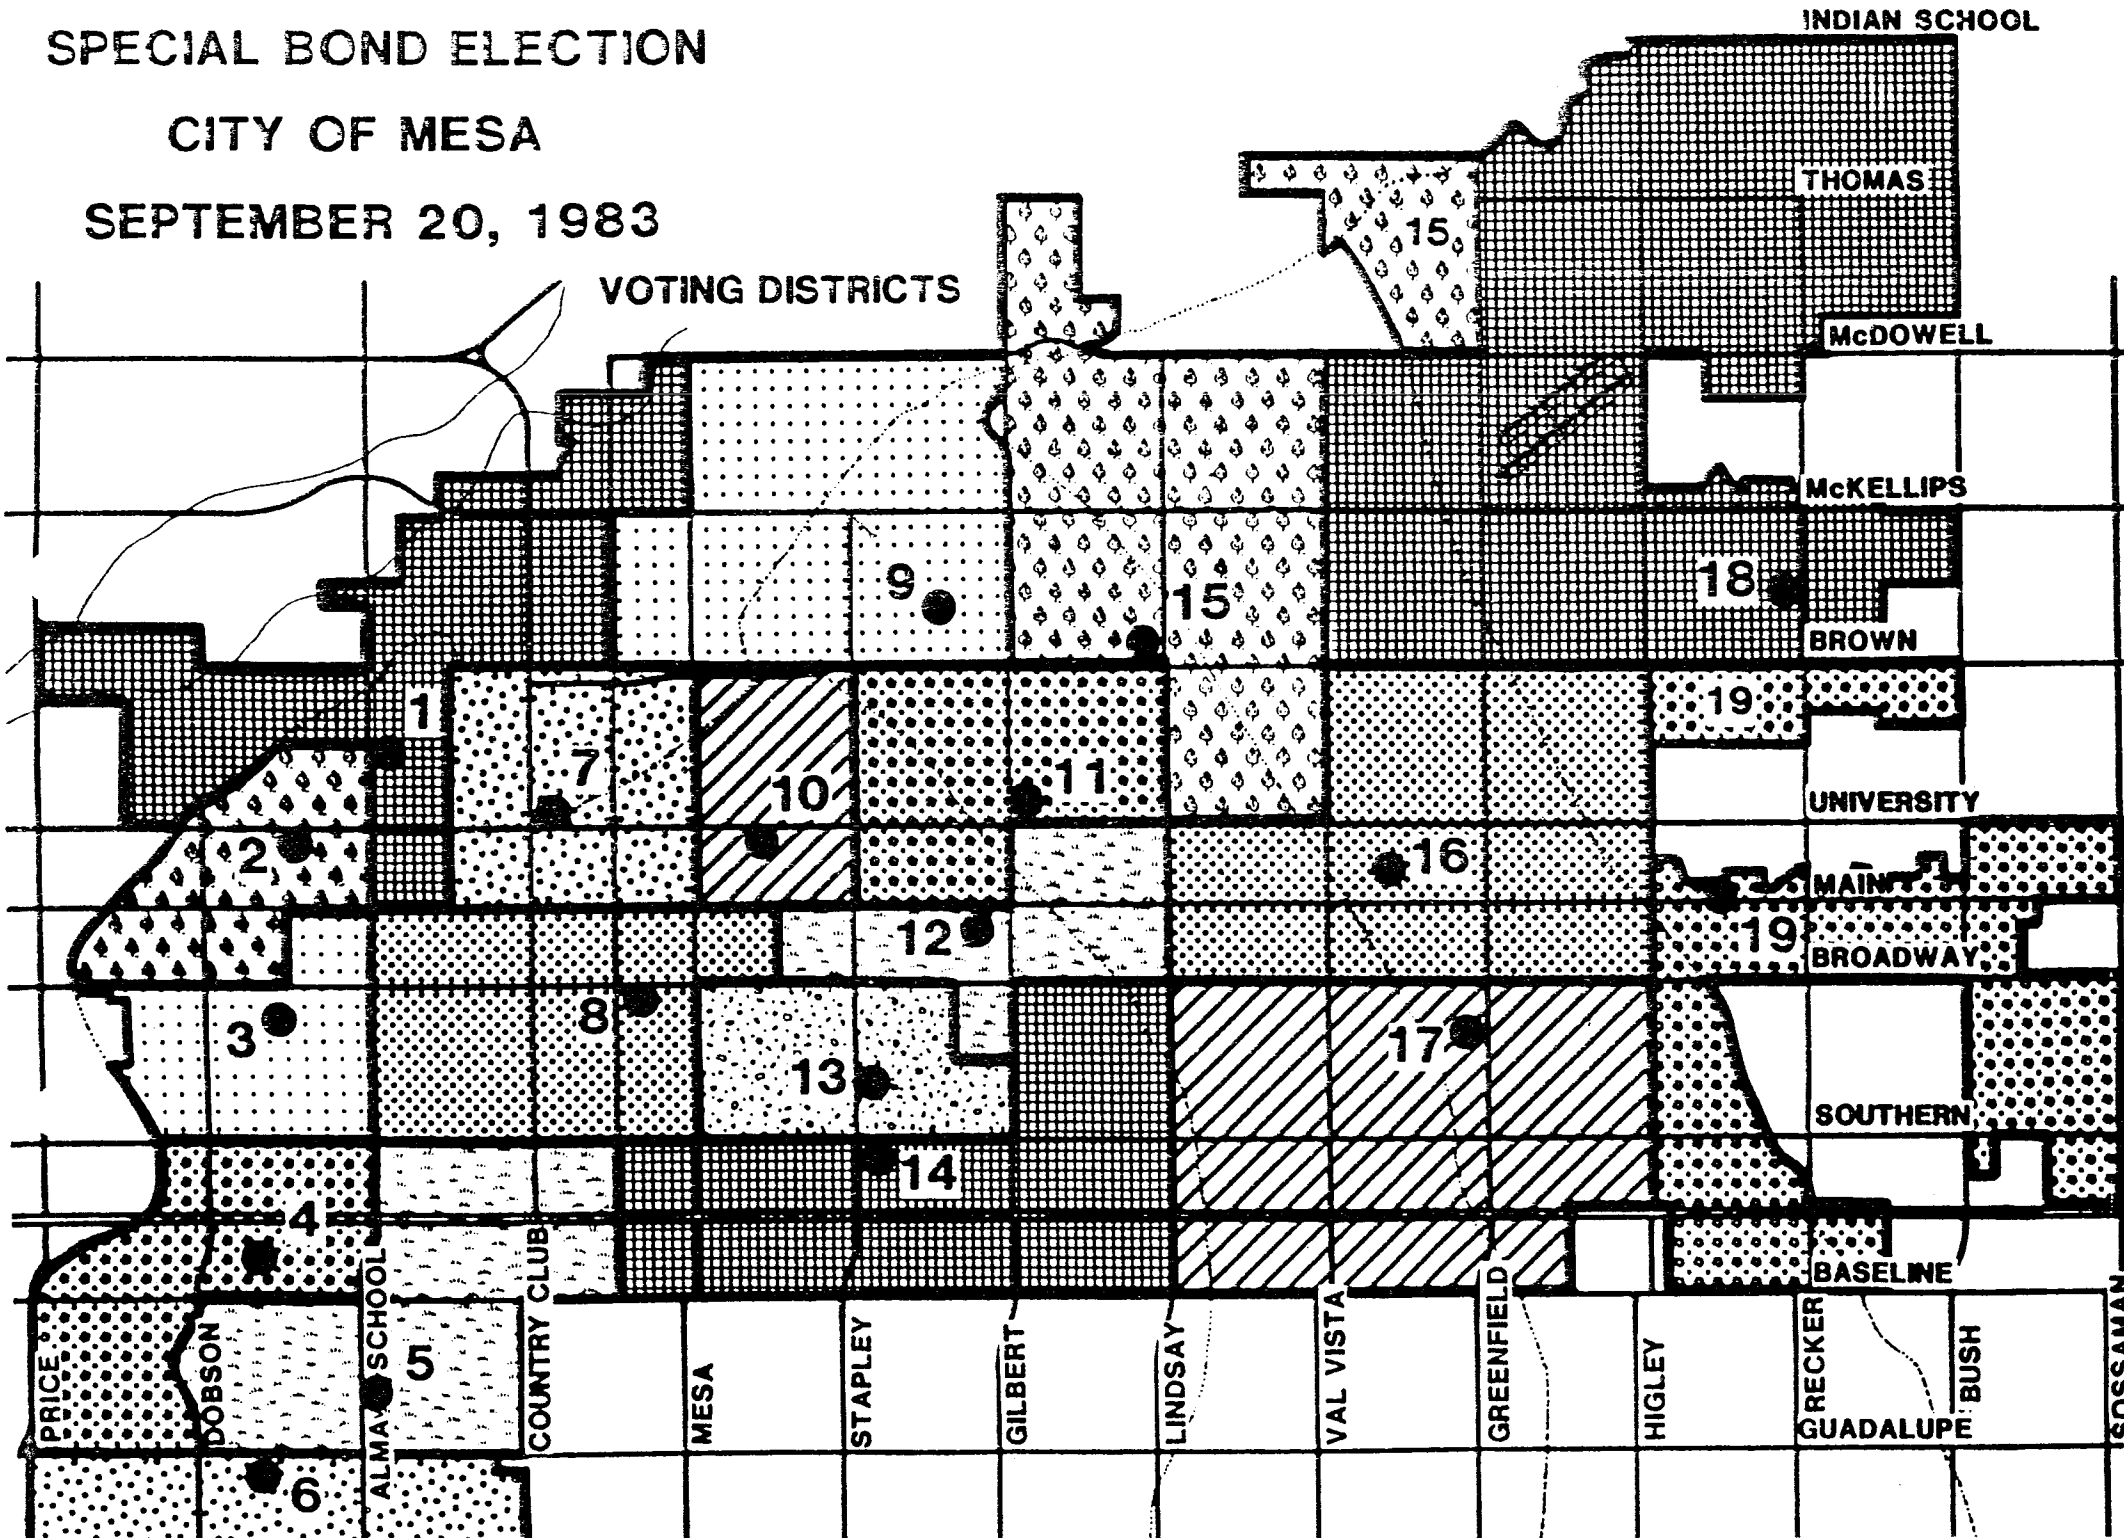 INDIAN SCHOOL
SPECIAL BOND ELECTION
CITY OF MESA
SEPTEMBER 20, 1983
VOTING DISTRICTS
THOMAS
15
McDOWELL
McKELLIPS
9
15
18
BROWN
1
19
7
10
11
UNIVERSITY
2
16
MAIN
12
19
BROADWAY
3
8
17
13
SOUTHERN
14
4
BASELINE
5
PRICE
DOBSON
ALMA SCHOOL
COUNTRY CLUB
MESA
STAPLEY
GILBERT
LINDSAY
VAL VISTA
GREENFIELD
HIGLEY
RECKER
BUSH
SOSSAMAN
GUADALUPE
6